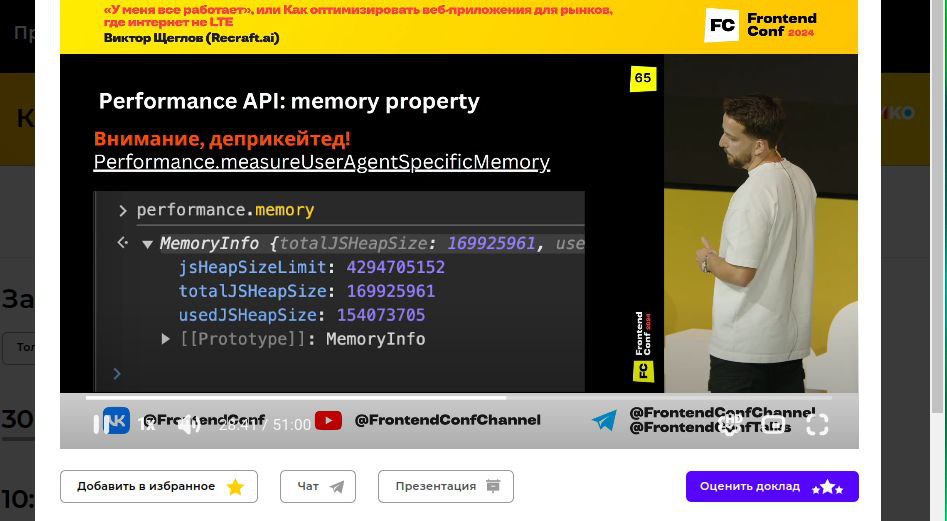 «У меня все работает», или Как оптимизировать веб-приложения для рынков,
где интернет не LTE
Виктор Щеглов (Recraft.ai)
FC
Frontend
Conf 2024
65
Performance API: memory property
Внимание, деприкейтед!
Performance.measureUserAgentSpecificMemory
> performance.memory
MemoryInfo {totalJSHeapSize: 169925961, use
jsHeapSizeLimit: 4294705152
totalJSHeapSize: 169925961
usedJSHeapSize: 154073705
[[Prototype]]: MemoryInfo
>
Frontend
Conf 2024
FC
@FrontendConf
1x
28:41 / 51:00
@FrontendConfChannel
@FrontendConfChannel
@FrontendConfTalks
Добавить в избранное
Чат
Презентация
Оценить доклад
За
30
10: